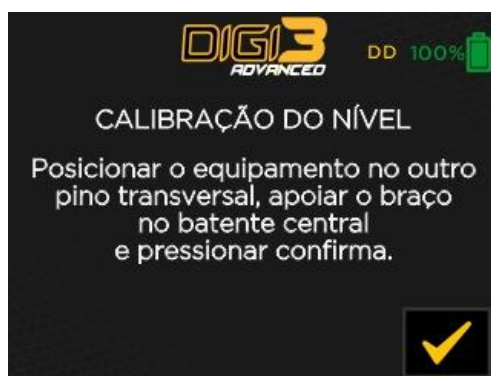 DIGI3
ADVANCED
DD 100%
CALIBRAÇÃO DO NÍVEL
Posicionar o equipamento no outro
pino transversal, apoiar o braço
no batente central
e pressionar confirma.